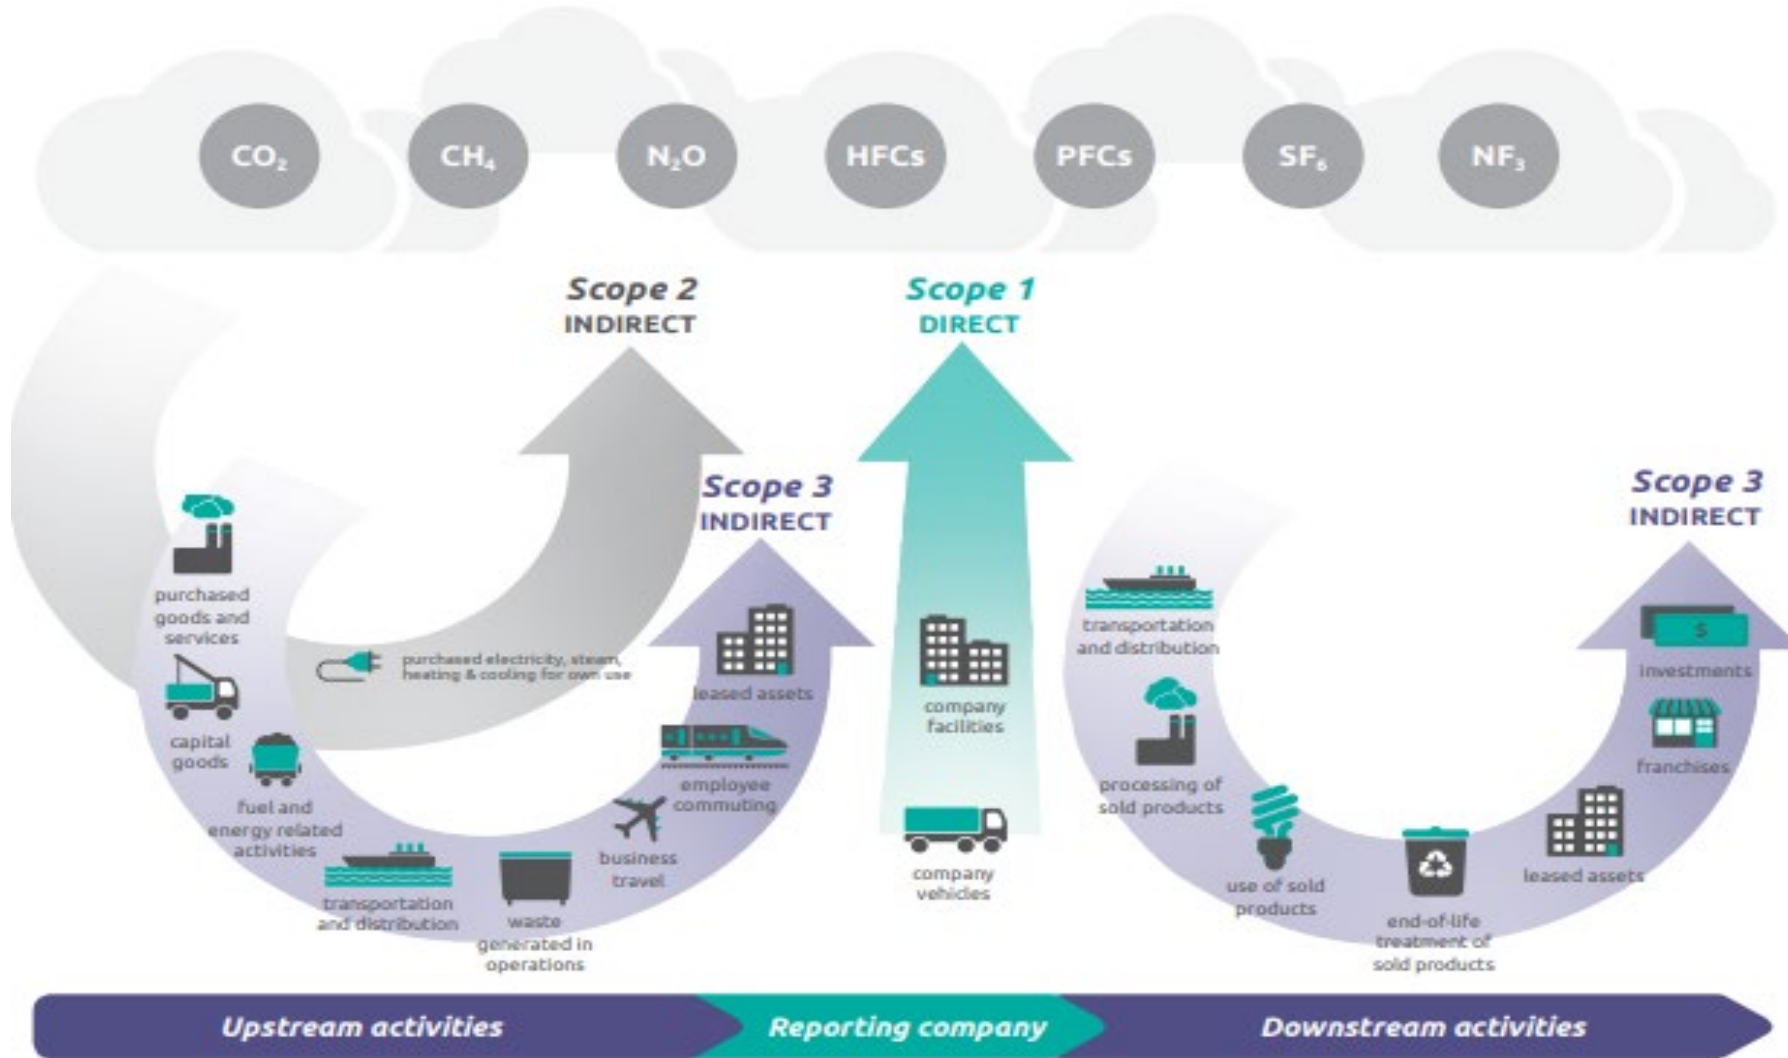 CO₂
CH₄
N₂O
HFCs
PFCs
SF₆
NF₃
Scope 2
INDIRECT
Scope 1
DIRECT
Scope 3
INDIRECT
Scope 3
INDIRECT
purchased
goods and
services
capital
goods
fuel and
energy related
activities
transportation
and distribution
waste
generated in
operations
business
travel
employee
commuting
leased assets
purchased electricity, steam,
heating & cooling for own use
company
facilities
company
vehicles
transportation
and distribution
processing of
sold products
use of sold
products
end-of-life
treatment of
sold products
leased assets
franchises
$
investments
Upstream activities
Reporting company
Downstream activities